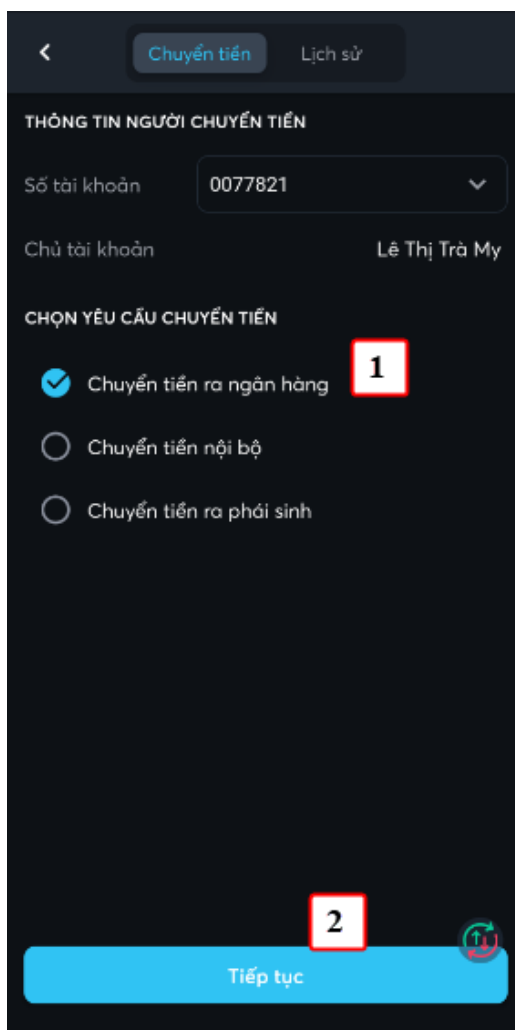 Chuyển tiền Lịch sử
THÔNG TIN NGƯỜI CHUYỂN TIỀN
Số tài khoản 0077821
Chủ tài khoản Lê Thị Trà My
CHỌN YÊU CẦU CHUYỂN TIỀN
Chuyển tiền ra ngân hàng 1
Chuyển tiền nội bộ
Chuyển tiền ra phái sinh
2
Tiếp tục